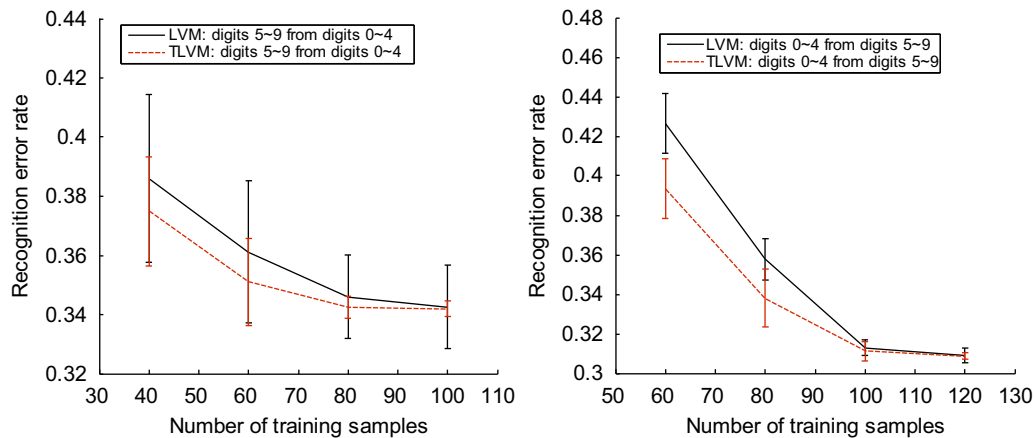 0.44
0.42
0.4
0.38
0.36
0.34
0.32
30 40 50 60 70 80 90 100 110
Recognition error rate
Number of training samples
LVM: digits 5~9 from digits 0~4
TLVM: digits 5~9 from digits 0~4
0.48
0.46
0.44
0.42
0.4
0.38
0.36
0.34
0.32
0.3
50 60 70 80 90 100 110 120 130
Recognition error rate
Number of training samples
LVM: digits 0~4 from digits 5~9
TLVM: digits 0~4 from digits 5~9